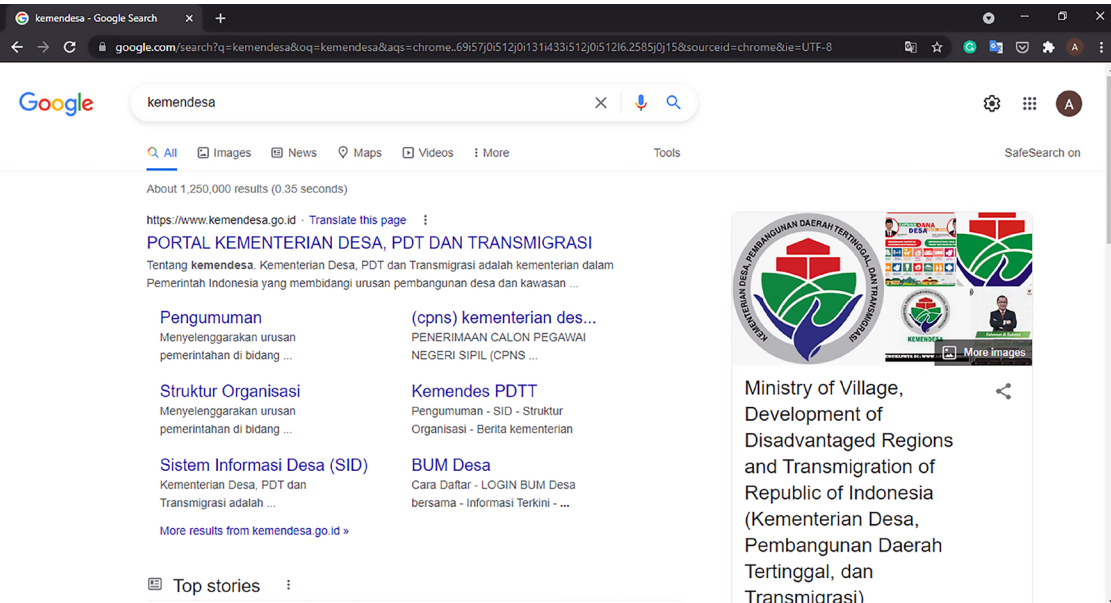 kemendesa - Google Search
google.com/search?q=kemendesa&oq=kemendesa&aqs=chrome..69i57j0i512j0i131i433i512j0i512l6.2585j0j15&sourceid=chrome&ie=UTF-8
A
Google
kemendesa
A
All
Images
News
Maps
Videos
More
Tools
SafeSearch on
About 1,250,000 results (0.35 seconds)
https://www.kemendesa.go.id · Translate this page
PORTAL KEMENTERIAN DESA, PDT DAN TRANSMIGRASI
Tentang kemendesa. Kementerian Desa, PDT dan Transmigrasi adalah kementerian dalam
Pemerintah Indonesia yang membidangi urusan pembangunan desa dan kawasan ...
Pengumuman
Menyelenggarakan urusan
pemerintahan di bidang ...
(cpns) kementerian des...
PENERIMAAN CALON PEGAWAI
NEGERI SIPIL (CPNS ...
Struktur Organisasi
Menyelenggarakan urusan
pemerintahan di bidang ...
Kemendes PDTT
Pengumuman - SID - Struktur
Organisasi - Berita kementerian
Sistem Informasi Desa (SID)
Kementerian Desa, PDT dan
Transmigrasi adalah ...
BUM Desa
Cara Daftar - LOGIN BUM Desa
bersama - Informasi Terkini - ...
More results from kemendesa.go.id »
Top stories
KEMENTERIAN DESA, PEMBANGUNAN DAERAH TERTINGGAL, DAN TRANSMIGRASI
DANA
DESA
KEMENDESA
More images
Ministry of Village,
Development of
Disadvantaged Regions
and Transmigration of
Republic of Indonesia
(Kementerian Desa,
Pembangunan Daerah
Tertinggal, dan
Transmigrasi)